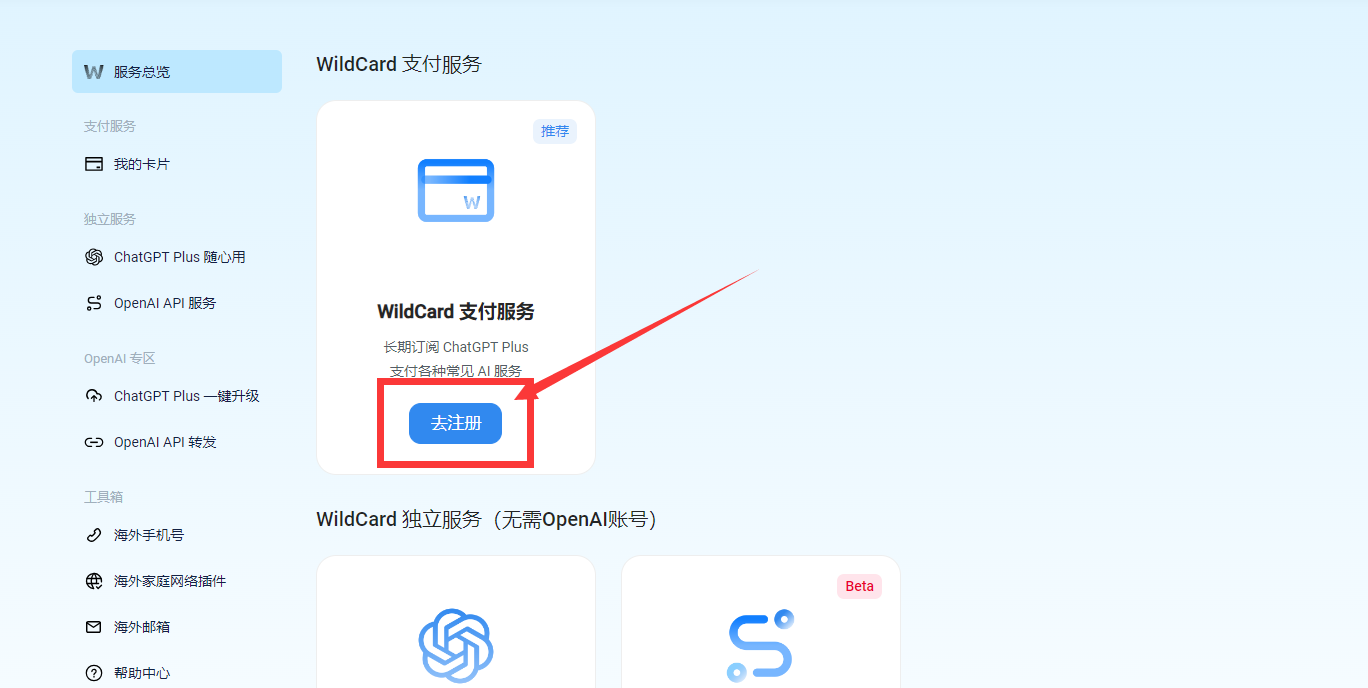 W 服务总览
支付服务
我的卡片
独立服务
ChatGPT Plus 随心用
OpenAI API 服务
OpenAI 专区
ChatGPT Plus 一键升级
OpenAI API 转发
工具箱
海外手机号
海外家庭网络插件
海外邮箱
帮助中心
WildCard 支付服务
推荐
W
WildCard 支付服务
长期订阅 ChatGPT Plus
支付各种常见 AI 服务
去注册
WildCard 独立服务（无需OpenAI账号）
Beta